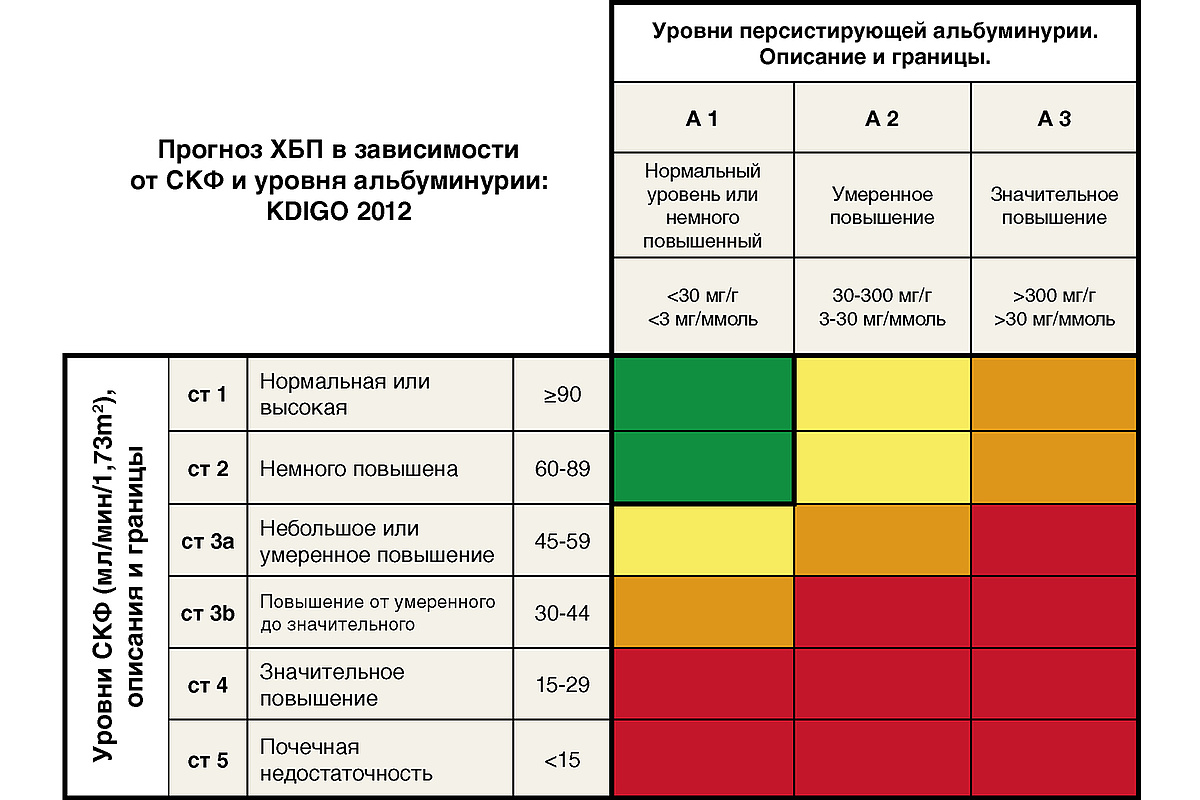 Уровни персистирующей альбуминурии.
Описание и границы.
Прогноз ХБП в зависимости
от СКФ и уровня альбуминурии:
KDIGO 2012
А 1
А 2
А 3
Нормальный
уровень или
немного
повышенный
Умеренное
повышение
Значительное
повышение
<30 мг/г
<3 мг/ммоль
30-300 мг/г
3-30 мг/ммоль
>300 мг/г
>30 мг/ммоль
Уровни СКФ (мл/мин/1,73m²),
описания и границы
ст 1
Нормальная или
высокая
≥90
ст 2
Немного повышена
60-89
ст 3a
Небольшое или
умеренное повышение
45-59
ст 3b
Повышение от умеренного
до значительного
30-44
ст 4
Значительное
повышение
15-29
ст 5
Почечная
недостаточность
<15